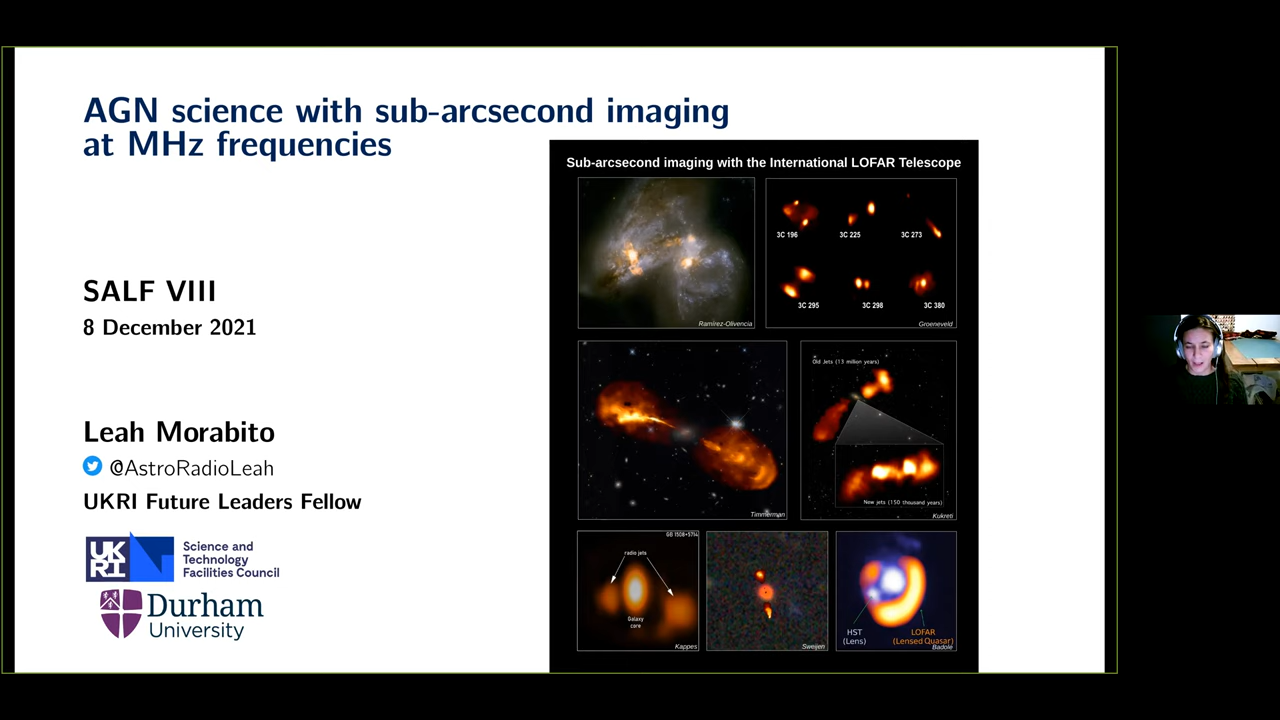 AGN science with sub-arcsecond imaging
at MHz frequencies
SALF VIII
8 December 2021
Leah Morabito
@AstroRadioLeah
UKRI Future Leaders Fellow
UK
RI
Science and
Technology
Facilities Council
Durham
University
Sub-arcsecond imaging with the International LOFAR Telescope
Ramírez-Olivencia
3C 196
3C 225
3C 273
3C 295
3C 298
3C 380
Groeneveld
Timmerman
Old Jets (13 million years)
New jets (150 thousand years)
Kukreti
GB 1508+5714
radio jets
Galaxy
core
Kappes
Sweijen
HST
(Lens)
LOFAR
(Lensed Quasar)
Badole